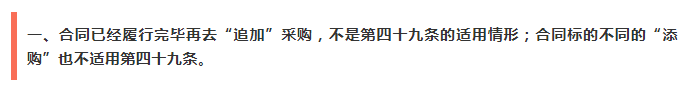 一、合同已经履行完毕再去“追加”采购，不是第四十九条的适用情形；合同标的不同的“添
购”也不适用第四十九条。